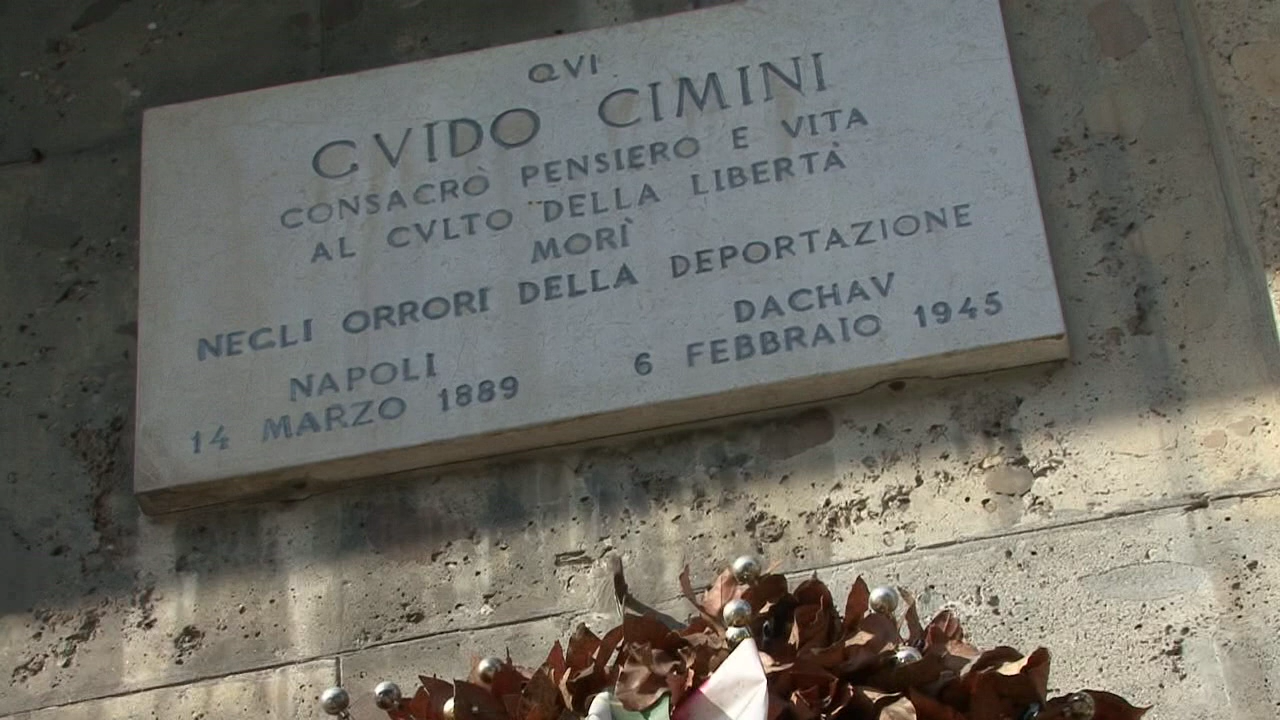 QVI
GVIDO CIMINI
CONSACRÒ PENSIERO E VITA
AL CVLTO DELLA LIBERTÀ
MORÌ
NEGLI ORRORI DELLA DEPORTAZIONE
NAPOLI DACHAV
14 MARZO 1889 6 FEBBRAIO 1945